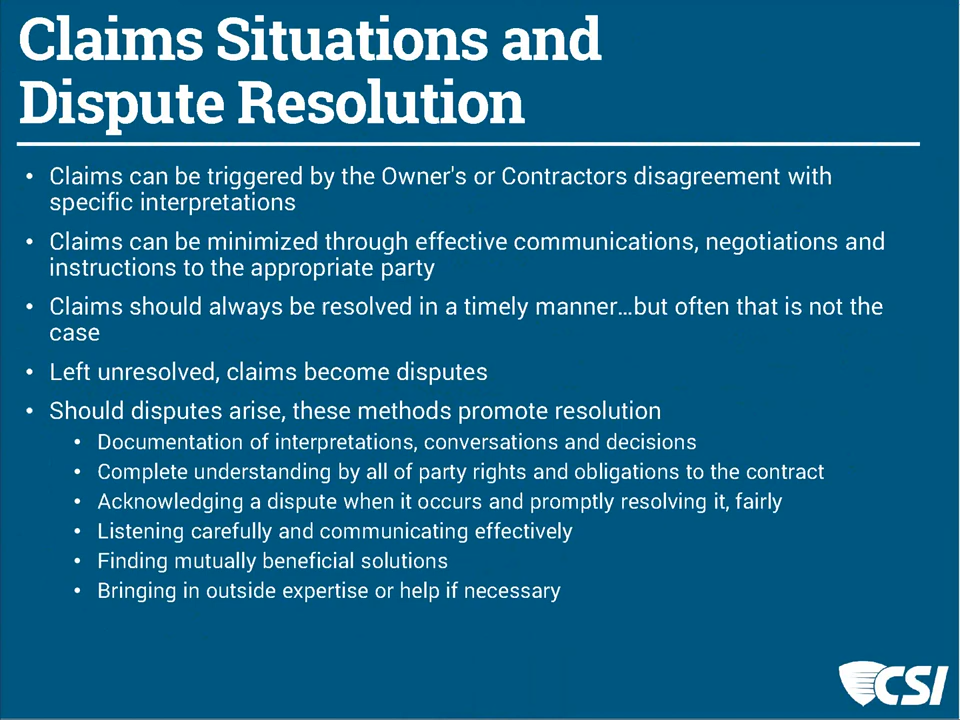 Claims Situations and
Dispute Resolution
• Claims can be triggered by the Owner's or Contractors disagreement with
specific interpretations
• Claims can be minimized through effective communications, negotiations and
instructions to the appropriate party
• Claims should always be resolved in a timely manner…but often that is not the
case
• Left unresolved, claims become disputes
• Should disputes arise, these methods promote resolution
• Documentation of interpretations, conversations and decisions
• Complete understanding by all of party rights and obligations to the contract
• Acknowledging a dispute when it occurs and promptly resolving it, fairly
• Listening carefully and communicating effectively
• Finding mutually beneficial solutions
• Bringing in outside expertise or help if necessary
CSI